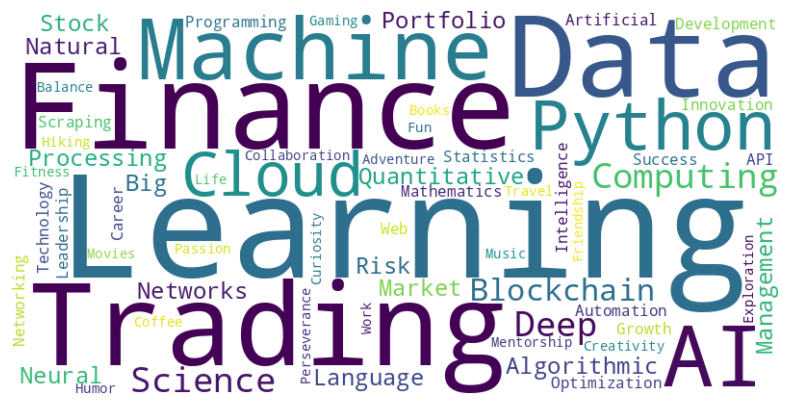 Stock
Programming
Gaming
Portfolio
Artificial
Development
Natural
Machine
Data
Balance
Finance
Books
Innovation
Scraping
Fun
Python
Hiking
Processing
Collaboration
Adventure
Statistics
Success
API
Fitness
Big
Cloud
Life
Quantitative
Mathematics
Travel
Intelligence
Friendship
Computing
Technology
Leadership
Career
Learning
Movies
Passion
Curiosity
Web
Music
Risk
Networking
Networks
Market
Blockchain
Exploration
Management
Trading
Coffee
Perseverance
Work
Deep
Automation
Growth
AI
Mentorship
Creativity
Neural
Humor
Science
Language
Algorithmic
Optimization